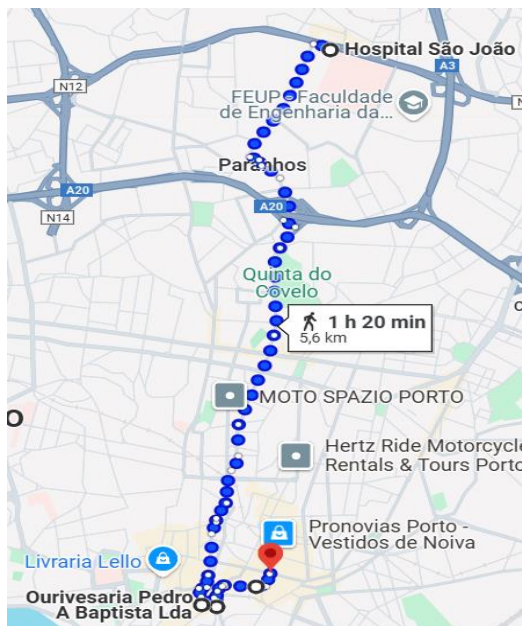 Hospital São João
A3
N12
FEUP - Faculdade
de Engenharia da...
Paranhos
A20
A20
N14
Quinta do
Covelo
1 h 20 min
5,6 km
MOTO SPAZIO PORTO
Hertz Ride Motorcycle
Rentals & Tours Porto
Pronovias Porto -
Vestidos de Noiva
Livraria Lello
Ourivesaria Pedro
A Baptista Lda